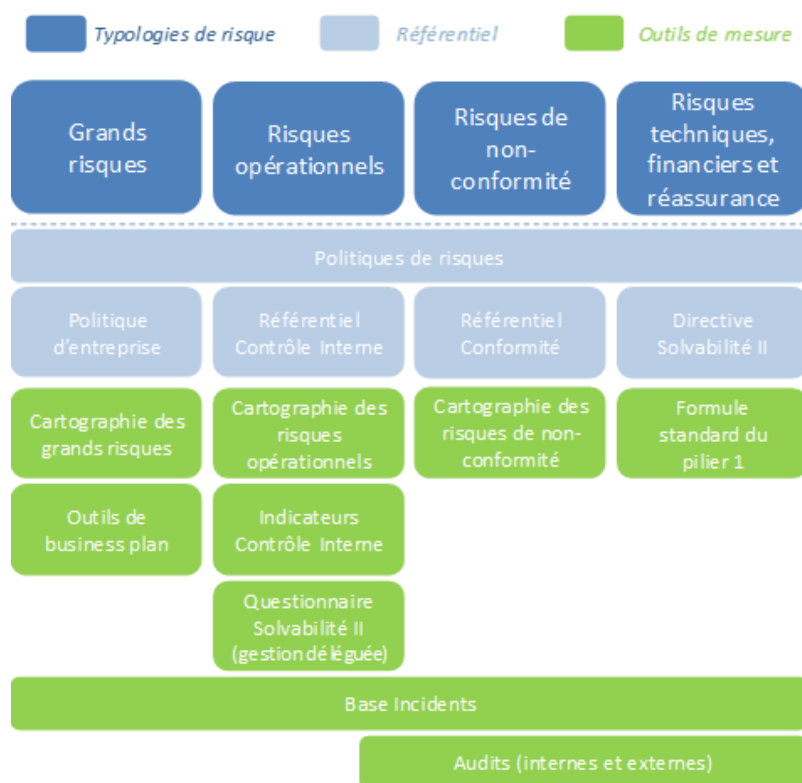 Typologies de risque
Référentiel
Outils de mesure
Grands
risques
Risques
opérationnels
Risques de
non-
conformité
Risques
techniques,
financiers et
réassurance
Politiques de risques
Politique
d'entreprise
Référentiel
Contrôle Interne
Référentiel
Conformité
Directive
Solvabilité II
Cartographie des
grands risques
Cartographie des
risques
opérationnels
Cartographie des
risques de non-
conformité
Formule
standard du
pilier 1
Outils de
business plan
Indicateurs
Contrôle Interne
Questionnaire
Solvabilité II
(gestion déléguée)
Base Incidents
Audits (internes et externes)